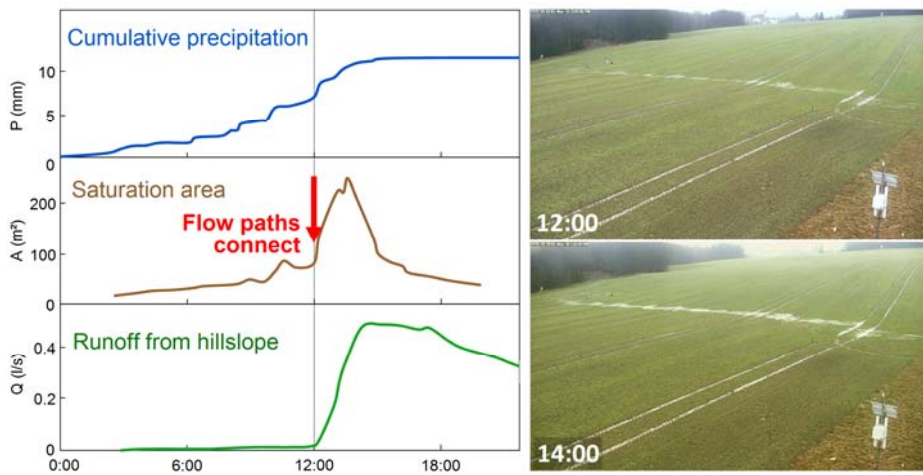 Cumulative precipitation
10
5
0
P (mm)
Saturation area
200
100
0
A (m²)
Flow paths
connect
Runoff from hillslope
0.4
0.2
0
Q (l/s)
0:00
6:00
12:00
18:00
12:00
14:00